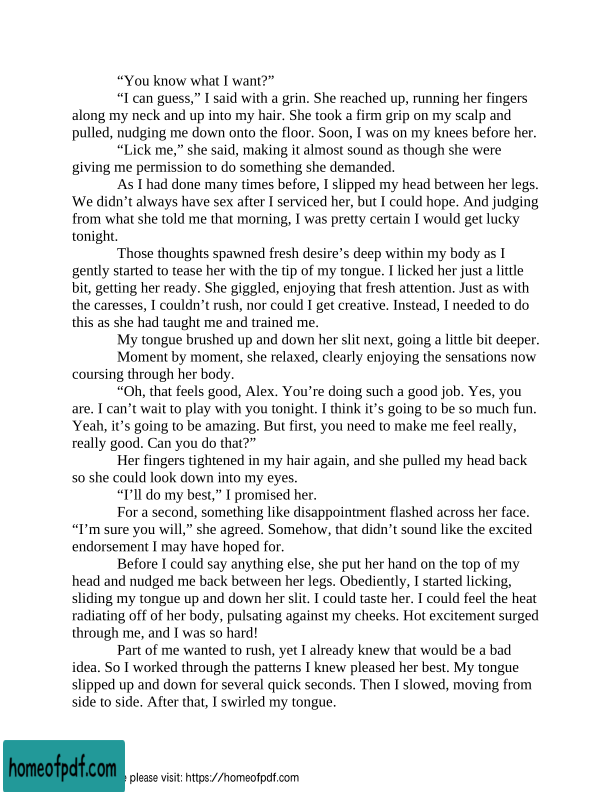 “You know what I want?”
“I can guess,” I said with a grin. She reached up, running her fingers
along my neck and up into my hair. She took a firm grip on my scalp and
pulled, nudging me down onto the floor. Soon, I was on my knees before her.
“Lick me,” she said, making it almost sound as though she were
giving me permission to do something she demanded.
As I had done many times before, I slipped my head between her legs.
We didn’t always have sex after I serviced her, but I could hope. And judging
from what she told me that morning, I was pretty certain I would get lucky
tonight.
Those thoughts spawned fresh desire’s deep within my body as I
gently started to tease her with the tip of my tongue. I licked her just a little
bit, getting her ready. She giggled, enjoying that fresh attention. Just as with
the caresses, I couldn’t rush, nor could I get creative. Instead, I needed to do
this as she had taught me and trained me.
My tongue brushed up and down her slit next, going a little bit deeper.
Moment by moment, she relaxed, clearly enjoying the sensations now
coursing through her body.
“Oh, that feels good, Alex. You’re doing such a good job. Yes, you
are. I can’t wait to play with you tonight. I think it’s going to be so much fun.
Yeah, it’s going to be amazing. But first, you need to make me feel really,
really good. Can you do that?”
Her fingers tightened in my hair again, and she pulled my head back
so she could look down into my eyes.
“I’ll do my best,” I promised her.
For a second, something like disappointment flashed across her face.
“I’m sure you will,” she agreed. Somehow, that didn’t sound like the excited
endorsement I may have hoped for.
Before I could say anything else, she put her hand on the top of my
head and nudged me back between her legs. Obediently, I started licking,
sliding my tongue up and down her slit. I could taste her. I could feel the heat
radiating off of her body, pulsating against my cheeks. Hot excitement surged
through me, and I was so hard!
Part of me wanted to rush, yet I already knew that would be a bad
idea. So I worked through the patterns I knew pleased her best. My tongue
slipped up and down for several quick seconds. Then I slowed, moving from
side to side. After that, I swirled my tongue.
homeofpdf.com
please visit: https://homeofpdf.com